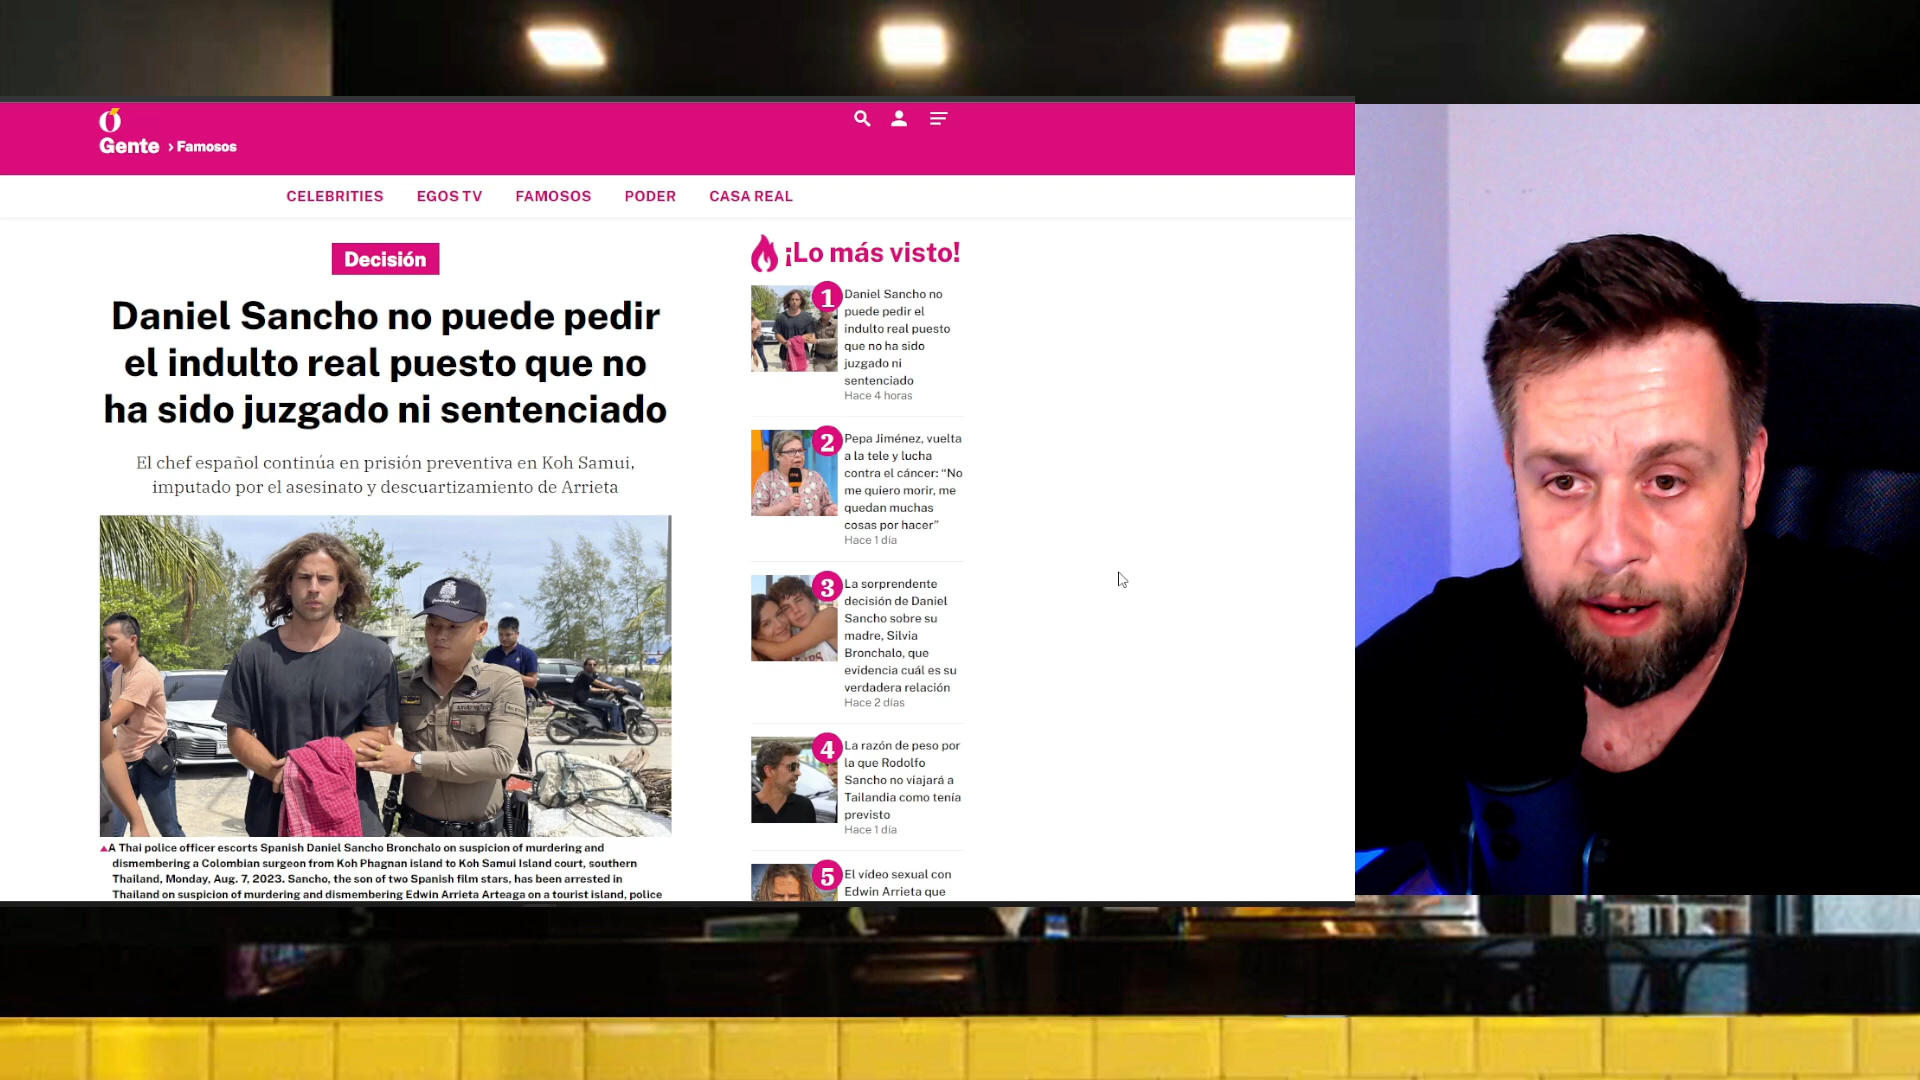 Ó
Gente › Famosos
CELEBRITIES EGOS TV FAMOSOS PODER CASA REAL
Decisión
Daniel Sancho no puede pedir
el indulto real puesto que no
ha sido juzgado ni sentenciado
El chef español continúa en prisión preventiva en Koh Samui,
imputado por el asesinato y descuartizamiento de Arrieta
A Thai police officer escorts Spanish Daniel Sancho Bronchalo on suspicion of murdering and
dismembering a Colombian surgeon from Koh Phagnan island to Koh Samui Island court, southern
Thailand, Monday, Aug. 7, 2023. Sancho, the son of two Spanish film stars, has been arrested in
Thailand on suspicion of murdering and dismembering Edwin Arrieta Arteaga on a tourist island, police
¡Lo más visto!
1
Daniel Sancho no
puede pedir el
indulto real puesto
que no ha sido
juzgado ni
sentenciado
Hace 4 horas
2
Pepa Jiménez, vuelta
a la tele y lucha
contra el cáncer: “No
me quiero morir, me
quedan muchas
cosas por hacer”
Hace 1 día
3
La sorprendente
decisión de Daniel
Sancho sobre su
madre, Silvia
Bronchalo, que
evidencia cuál es su
verdadera relación
Hace 2 días
4
La razón de peso por
la que Rodolfo
Sancho no viajará a
Tailandia como tenía
previsto
Hace 1 día
5
El vídeo sexual con
Edwin Arrieta que